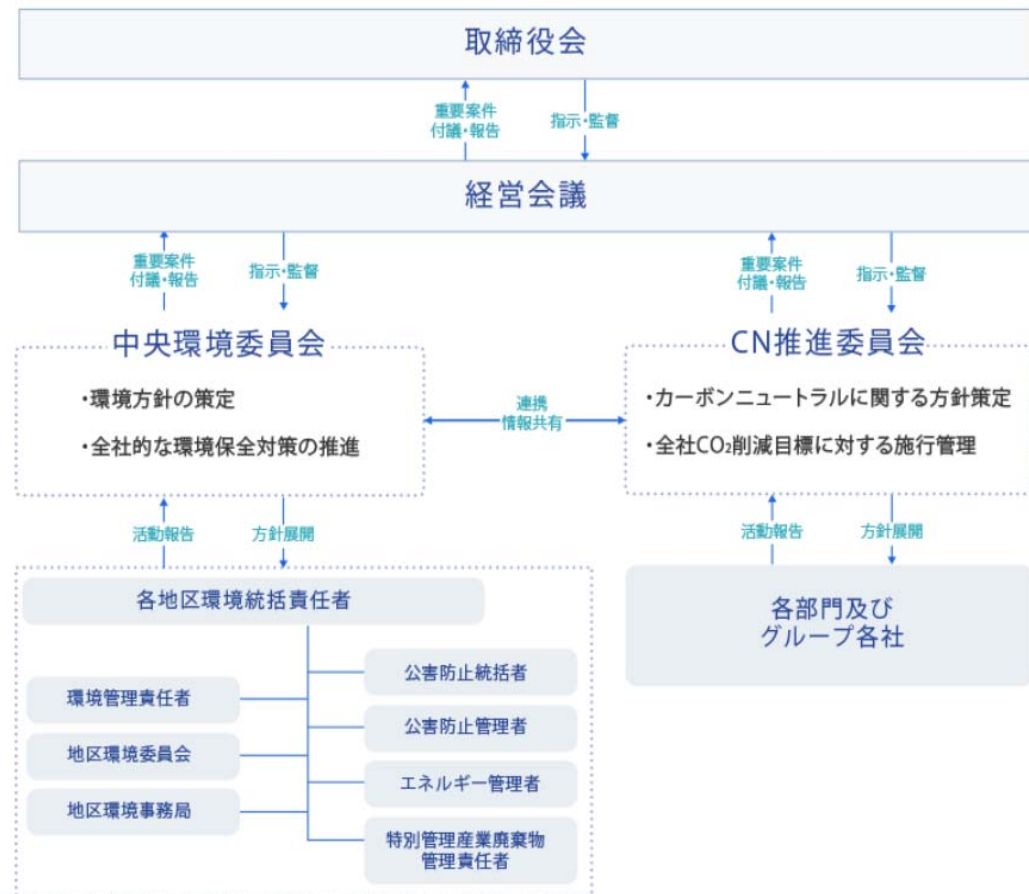 取締役会
重要案件
付議・報告
指示・監督
経営会議
重要案件
付議・報告
指示・監督
重要案件
付議・報告
指示・監督
中央環境委員会
・環境方針の策定
・全社的な環境保全対策の推進
連携
情報共有
CN推進委員会
・カーボンニュートラルに関する方針策定
・全社CO₂削減目標に対する施行管理
活動報告
方針展開
活動報告
方針展開
各地区環境統括責任者
環境管理責任者
地区環境委員会
地区環境事務局
公害防止統括者
公害防止管理者
エネルギー管理者
特別管理産業廃棄物
管理責任者
各部門及び
グループ各社